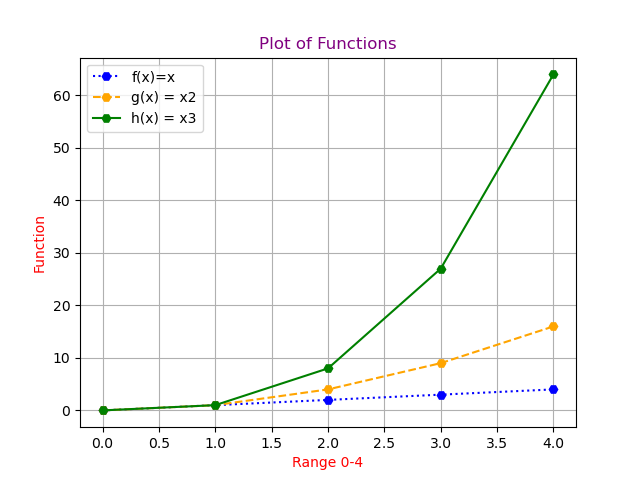 Plot of Functions
f(x)=x
g(x) = x2
h(x) = x3
60
50
40
30
20
10
0
Function
0.0 0.5 1.0 1.5 2.0 2.5 3.0 3.5 4.0
Range 0-4